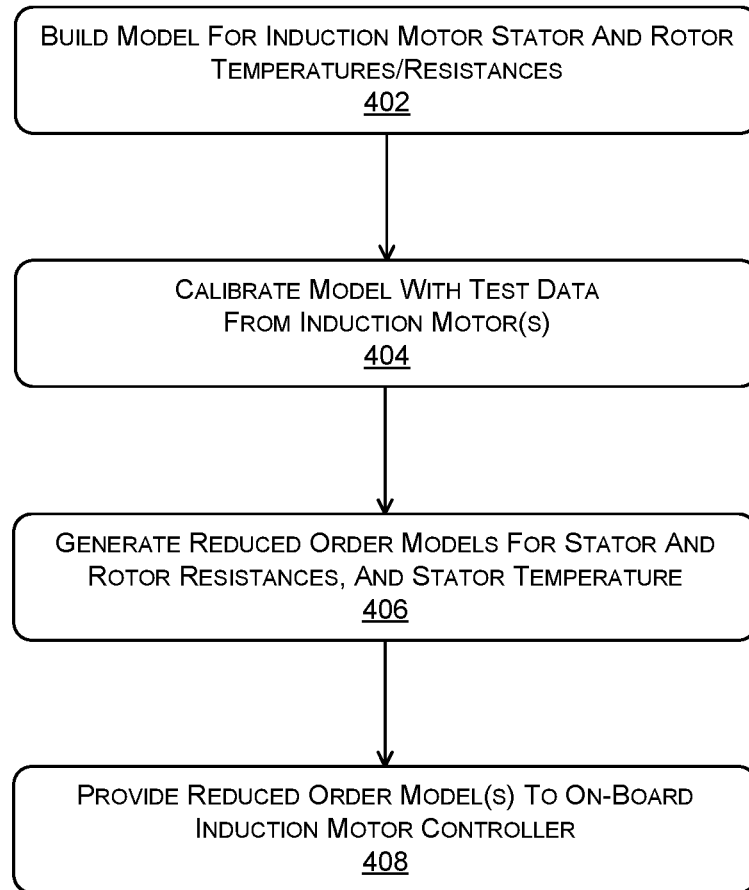 BUILD MODEL FOR INDUCTION MOTOR STATOR AND ROTOR
TEMPERATURES/RESISTANCES
402
CALIBRATE MODEL WITH TEST DATA
FROM INDUCTION MOTOR(S)
404
GENERATE REDUCED ORDER MODELS FOR STATOR AND
ROTOR RESISTANCES, AND STATOR TEMPERATURE
406
PROVIDE REDUCED ORDER MODEL(S) TO ON-BOARD
INDUCTION MOTOR CONTROLLER
408